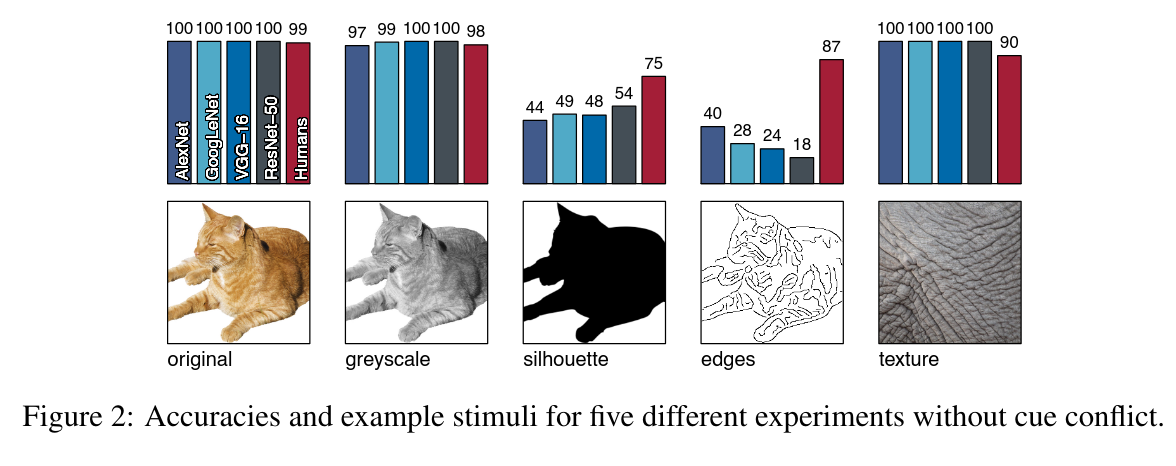 100 100 100 100 99
97 99 100 100 98
44 49 48 54 75
40 28 24 18 87
100 100 100 100 90
AlexNet
GoogLeNet
VGG-16
ResNet-50
Humans
original
greyscale
silhouette
edges
texture
Figure 2: Accuracies and example stimuli for five different experiments without cue conflict.